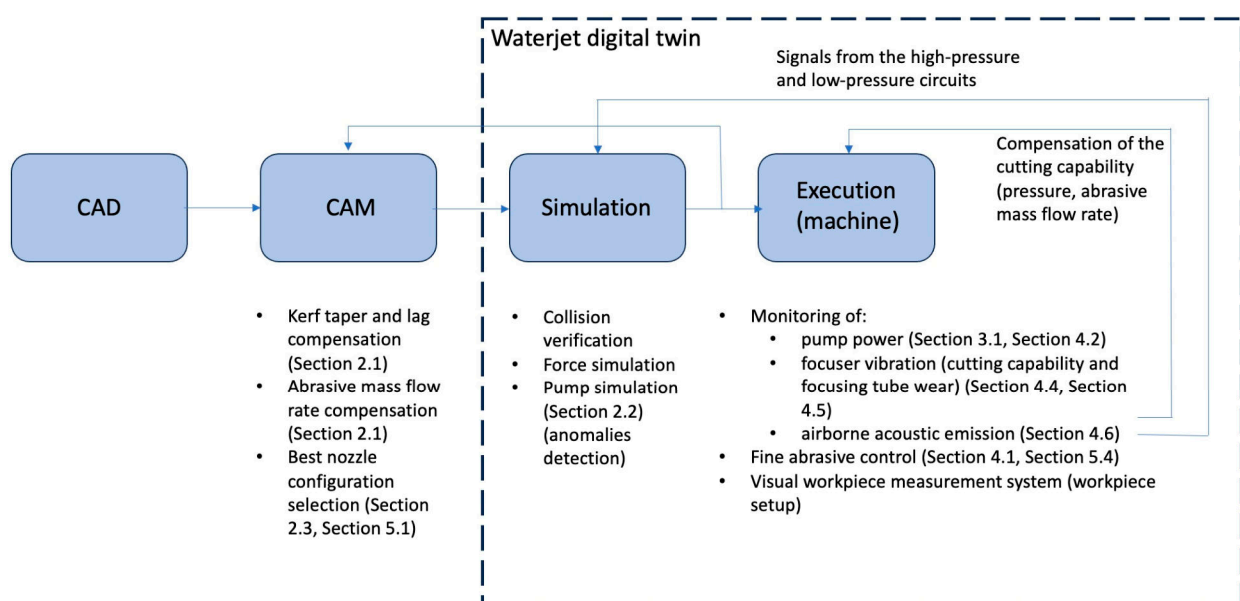 Waterjet digital twin
Signals from the high-pressure
and low-pressure circuits
Compensation of the
cutting capability
(pressure, abrasive
mass flow rate)
CAD
CAM
Simulation
Execution
(machine)
• Kerf taper and lag
compensation
(Section 2.1)
• Abrasive mass flow
rate compensation
(Section 2.1)
• Best nozzle
configuration
selection (Section
2.3, Section 5.1)
• Collision
verification
• Force simulation
• Pump simulation
(Section 2.2)
(anomalies
detection)
• Monitoring of:
• pump power (Section 3.1, Section 4.2)
• focuser vibration (cutting capability and
focusing tube wear) (Section 4.4, Section
4.5)
• airborne acoustic emission (Section 4.6)
• Fine abrasive control (Section 4.1, Section 5.4)
• Visual workpiece measurement system (workpiece
setup)